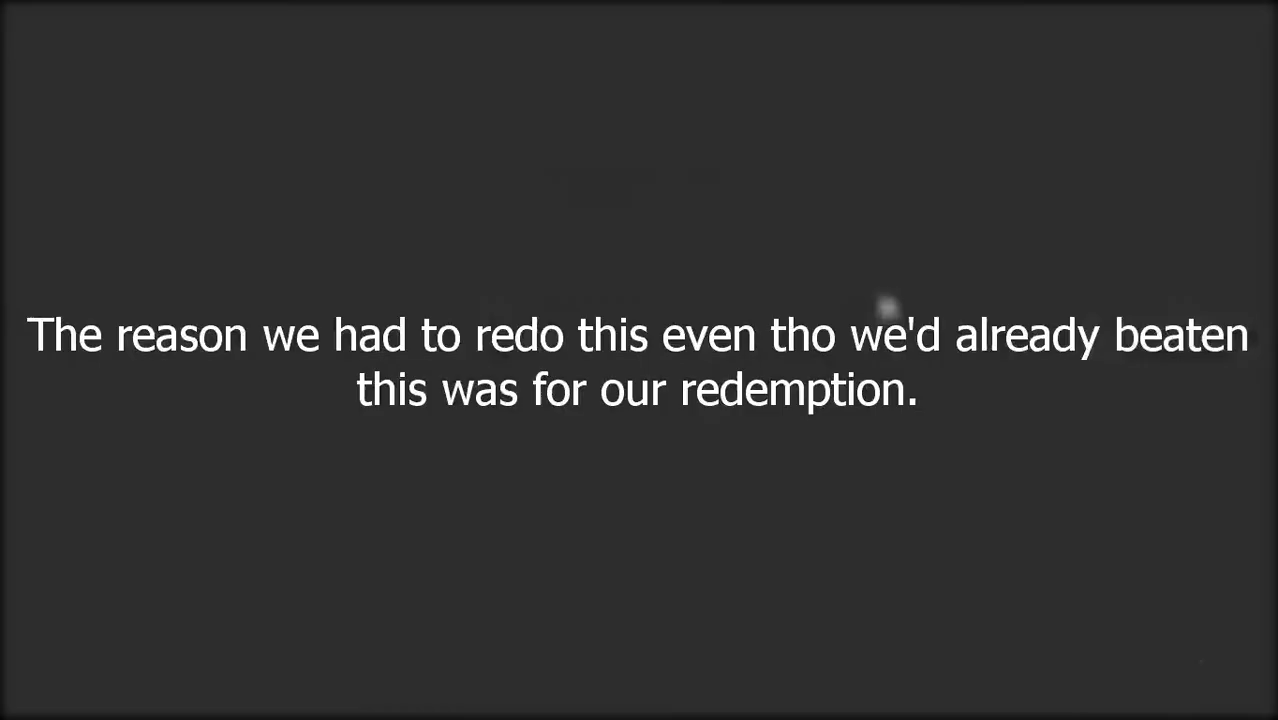 The reason we had to redo this even tho we'd already beaten
this was for our redemption.